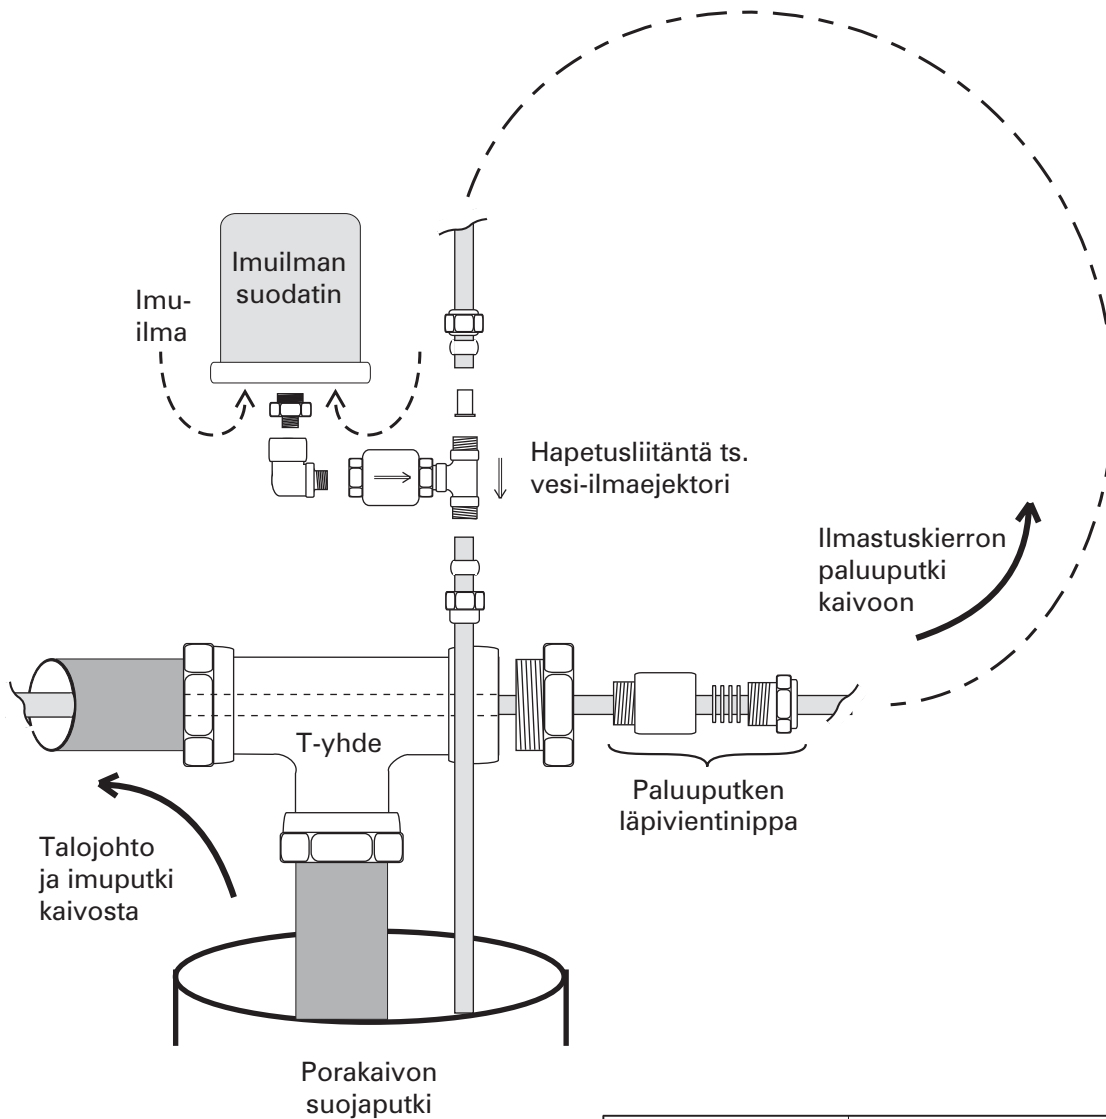 Imuilman
suodatin
Imu-
ilma
Hapetusliitäntä ts.
vesi-ilmaejektori
Ilmastuskierron
paluuputki
kaivoon
T-yhde
Paluuputken
läpivientinippa
Talojohto
ja imuputki
kaivosta
Porakaivon
suojaputki